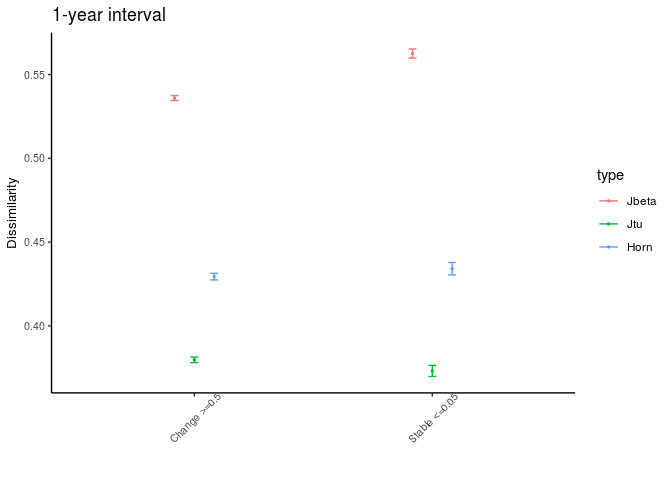 1-year interval
Dissimilarity
0.55
0.50
0.45
0.40
Change >=0.5
Stable <=0.05
type
Jbeta
Jtu
Horn